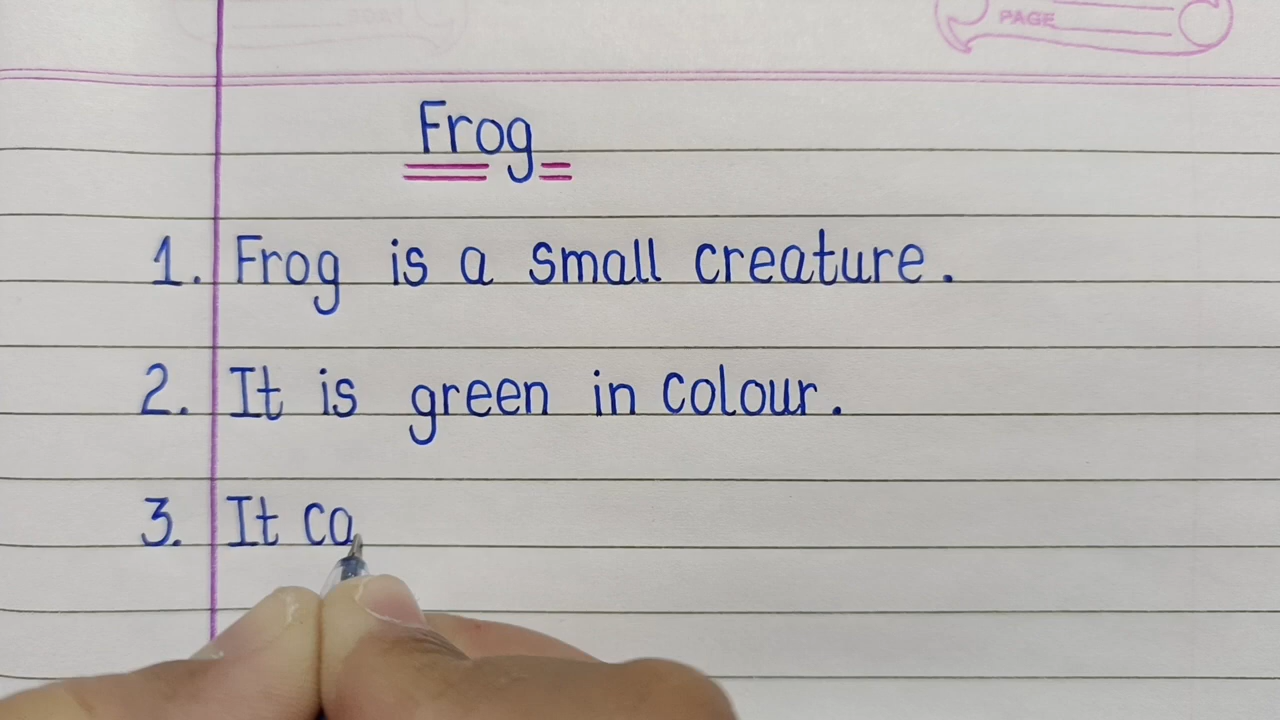 PAGE
Frog
1. Frog is a small creature.
2. It is green in colour.
3. It ca